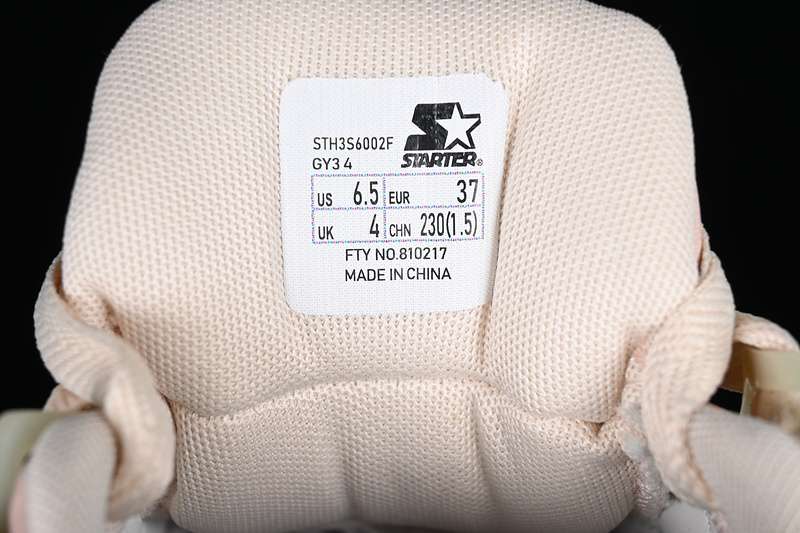 STH3S6002F
GY3 4
STARTER®
US 6.5 EUR 37
UK 4 CHN 230(1.5)
FTY NO.810217
MADE IN CHINA